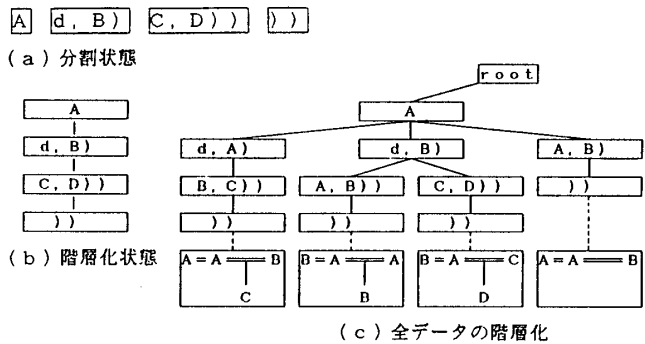 A d, B) C, D)) ))
(a) 分割状態
root
A A
d, B) d, A) d, B) A, B)
C, D)) B, C)) A, B)) C, D)) ))
)) )) )) ))
(b) 階層化状態
A=A B B=A A B=A C A=A B
C B D
(c) 全データの階層化